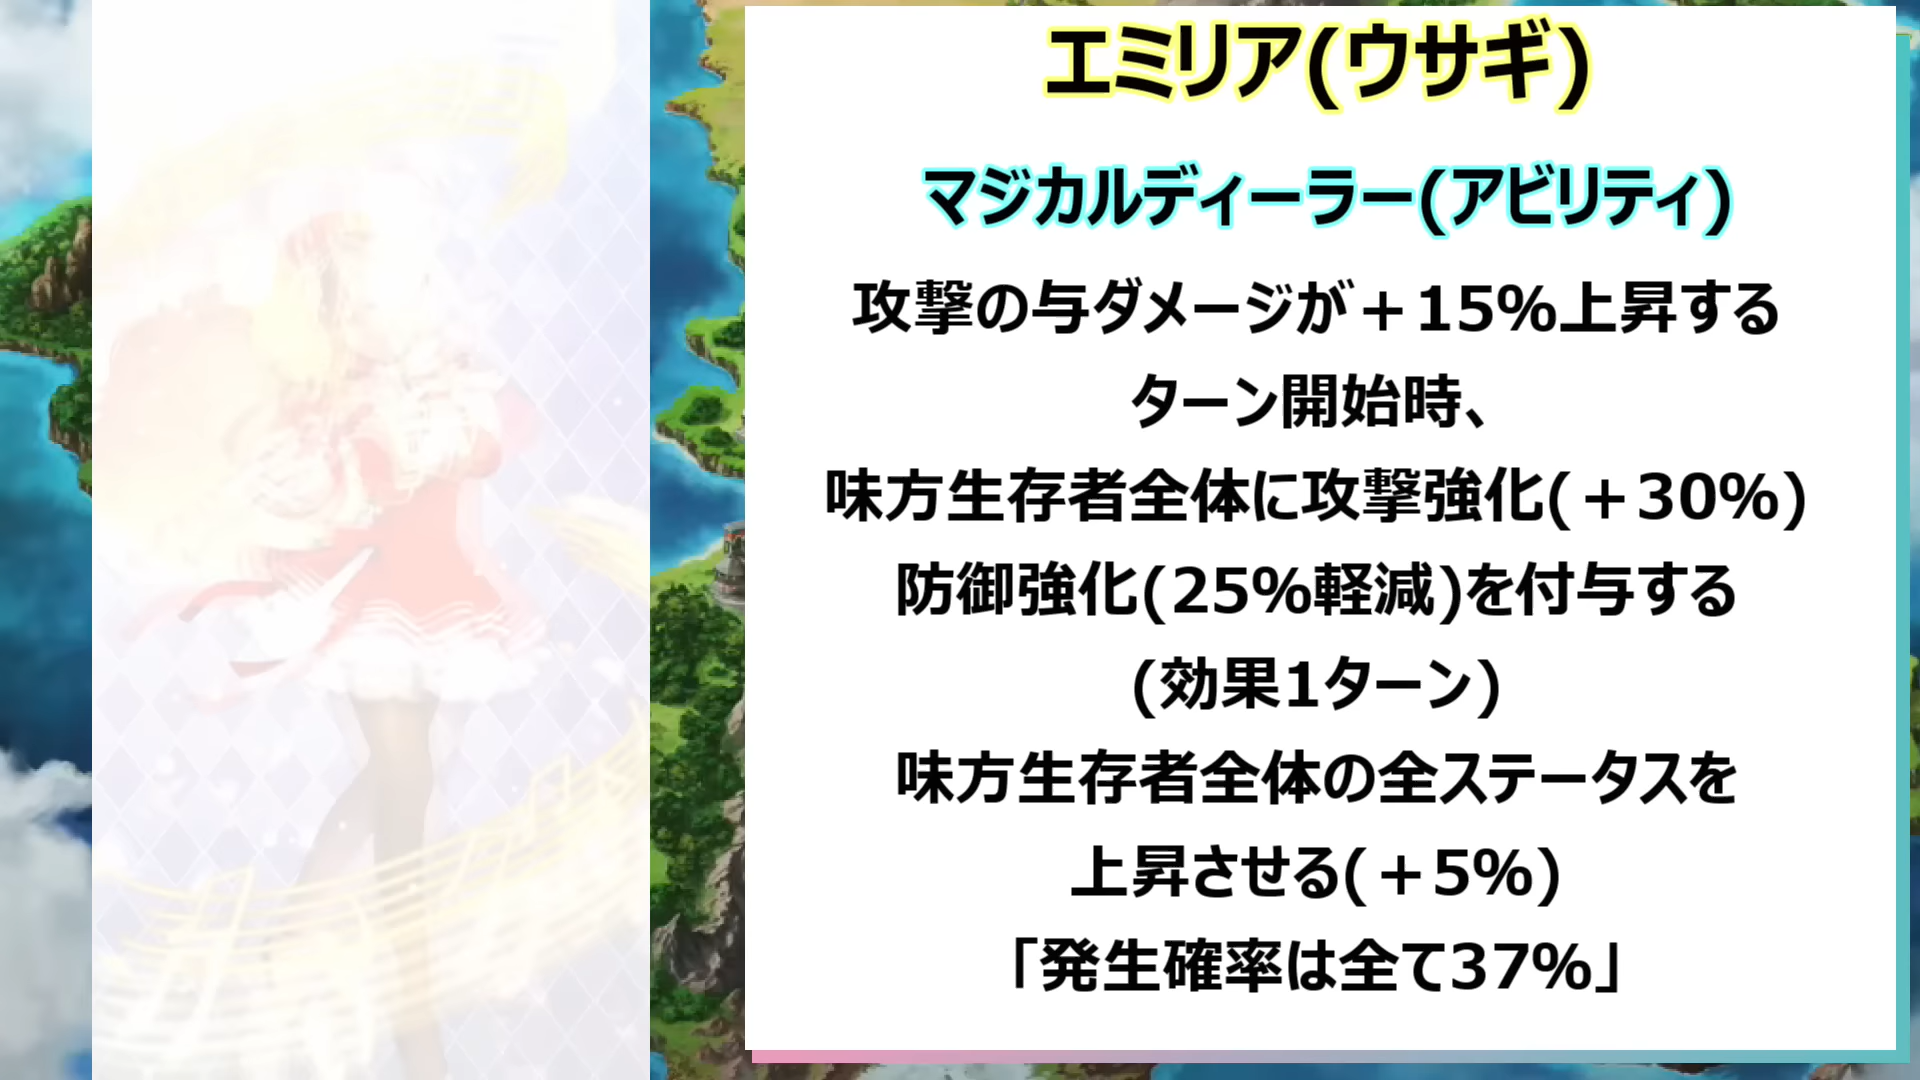 エミリア(ウサギ)
マジカルディーラー(アビリティ)
攻撃の与ダメージが＋15%上昇する
ターン開始時、
味方生存者全体に攻撃強化(＋30%)
防御強化(25%軽減)を付与する
(効果1ターン)
味方生存者全体の全ステータスを
上昇させる(＋5%)
「発生確率は全て37%」